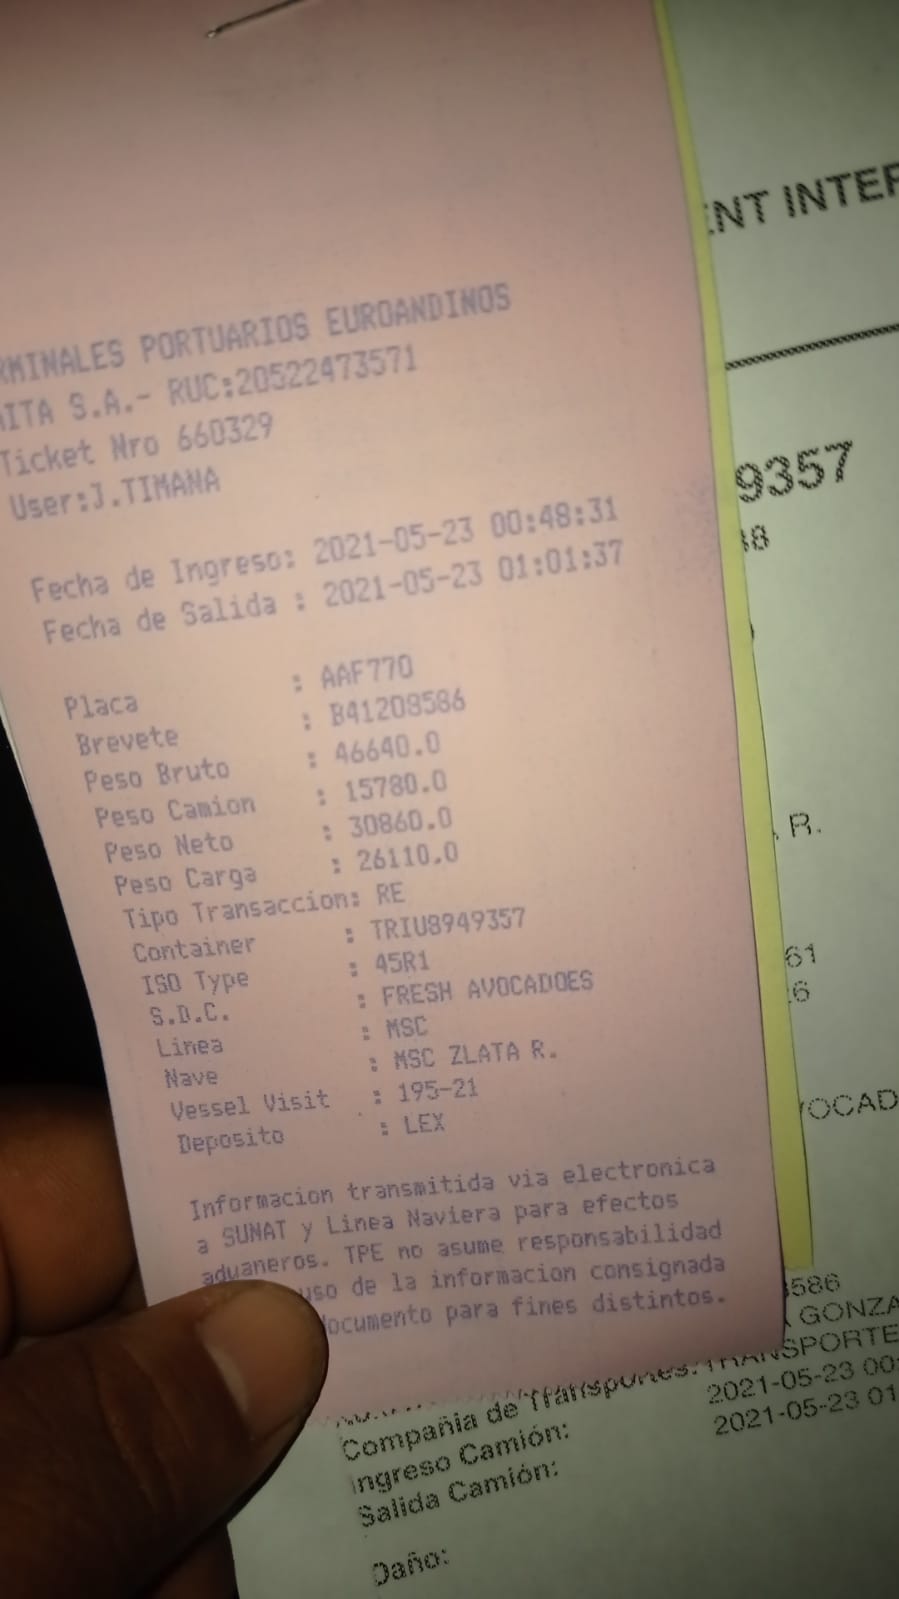 RMINALES PORTUARIOS EUROANDINOS
AITA S.A.- RUC:20522473571
Ticket Nro 660329
User:J.TIMANA
Fecha de Ingreso: 2021-05-23 00:48:31
Fecha de Salida : 2021-05-23 01:01:37
Placa : AAF770
Brevete : B41208586
Peso Bruto : 46640.0
Peso Camion : 15780.0
Peso Neto : 30860.0
Peso Carga : 26110.0
Tipo Transaccion: RE
Container : TRIU8949357
ISO Type : 45R1
S.D.C. : FRESH AVOCADOES
Linea : MSC
Nave : MSC ZLATA R.
Vessel Visit : 195-21
Deposito : LEX
Informacion transmitida via electronica
a SUNAT y Linea Naviera para efectos
aduaneros. TPE no asume responsabilidad
uso de la informacion consignada
documento para fines distintos.
ENT INTER
9357
R.
61
6
VOCAD
8586
GONZA
Compañia de Transportes: TRANSPORTE
Ingreso Camión: 2021-05-23 00:
Salida Camión: 2021-05-23 01
Daño: